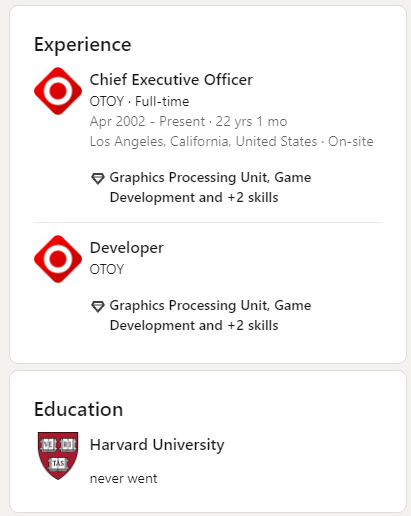 Experience
Chief Executive Officer
OTOY · Full-time
Apr 2002 - Present · 22 yrs 1 mo
Los Angeles, California, United States · On-site
Graphics Processing Unit, Game
Development and +2 skills
Developer
OTOY
Graphics Processing Unit, Game
Development and +2 skills
Education
Harvard University
never went